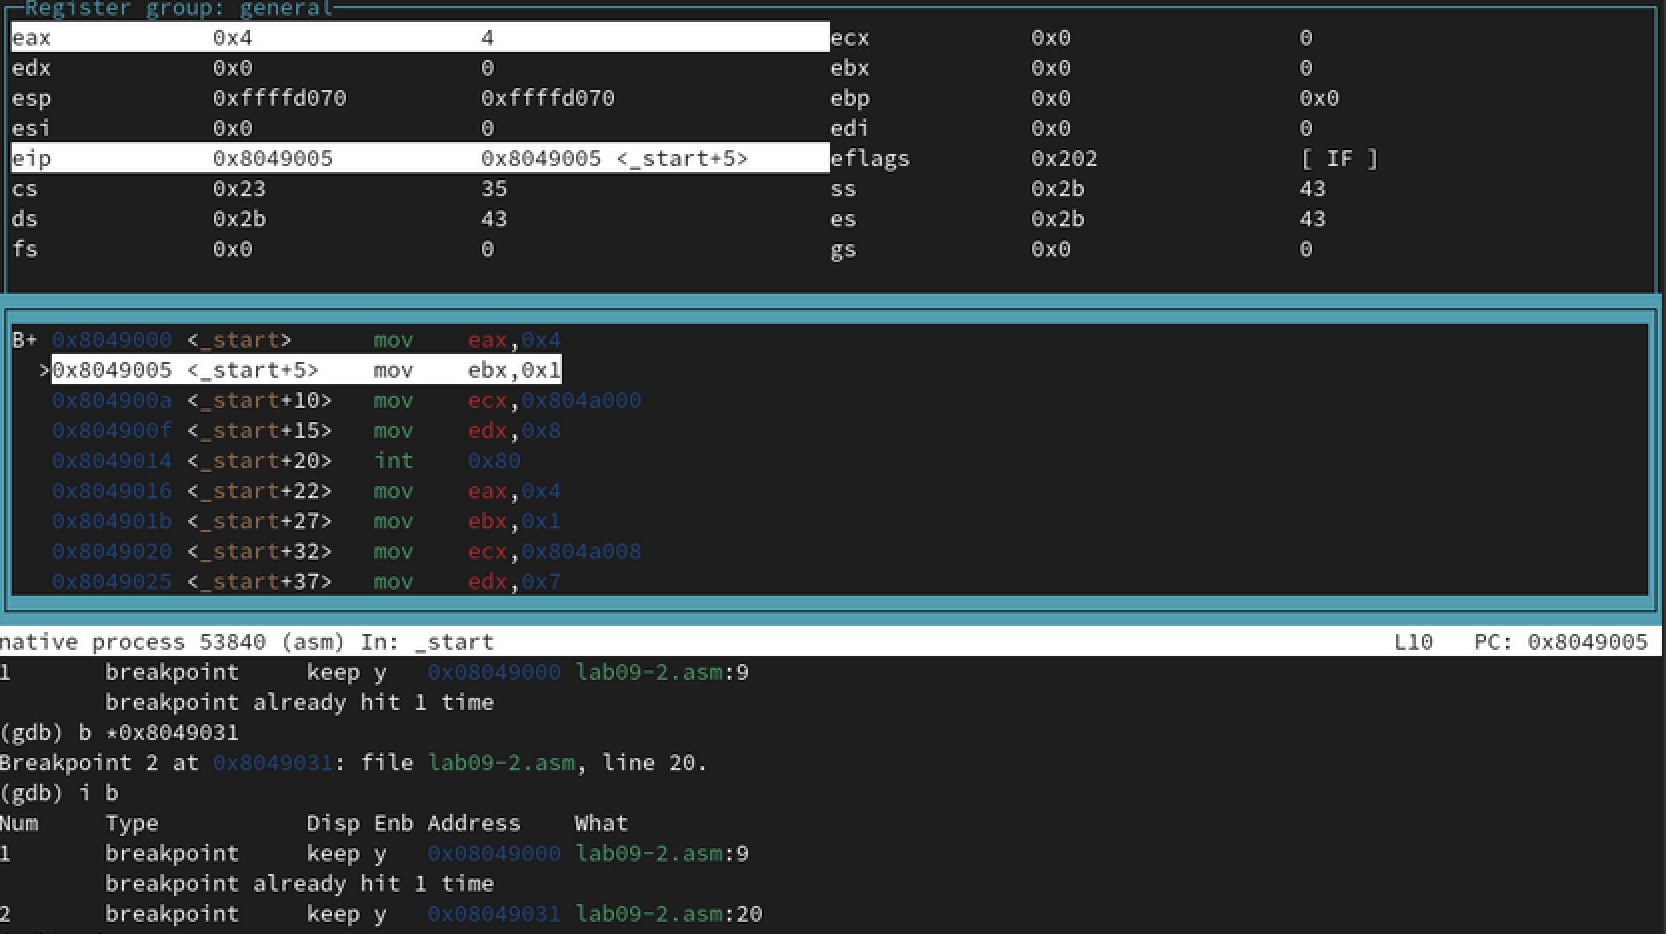 Register group: general
eax 0x4 4 ecx 0x0 0
edx 0x0 0 ebx 0x0 0
esp 0xffffd070 0xffffd070 ebp 0x0 0x0
esi 0x0 0 edi 0x0 0
eip 0x8049005 0x8049005 <_start+5> eflags 0x202 [ IF ]
cs 0x23 35 ss 0x2b 43
ds 0x2b 43 es 0x2b 43
fs 0x0 0 gs 0x0 0
B+ 0x8049000 <_start> mov eax,0x4
>0x8049005 <_start+5> mov ebx,0x1
0x804900a <_start+10> mov ecx,0x804a000
0x804900f <_start+15> mov edx,0x8
0x8049014 <_start+20> int 0x80
0x8049016 <_start+22> mov eax,0x4
0x804901b <_start+27> mov ebx,0x1
0x8049020 <_start+32> mov ecx,0x804a008
0x8049025 <_start+37> mov edx,0x7
native process 53840 (asm) In: _start L10 PC: 0x8049005
1 breakpoint keep y 0x08049000 lab09-2.asm:9
breakpoint already hit 1 time
(gdb) b *0x8049031
Breakpoint 2 at 0x8049031: file lab09-2.asm, line 20.
(gdb) i b
Num Type Disp Enb Address What
1 breakpoint keep y 0x08049000 lab09-2.asm:9
breakpoint already hit 1 time
2 breakpoint keep y 0x08049031 lab09-2.asm:20